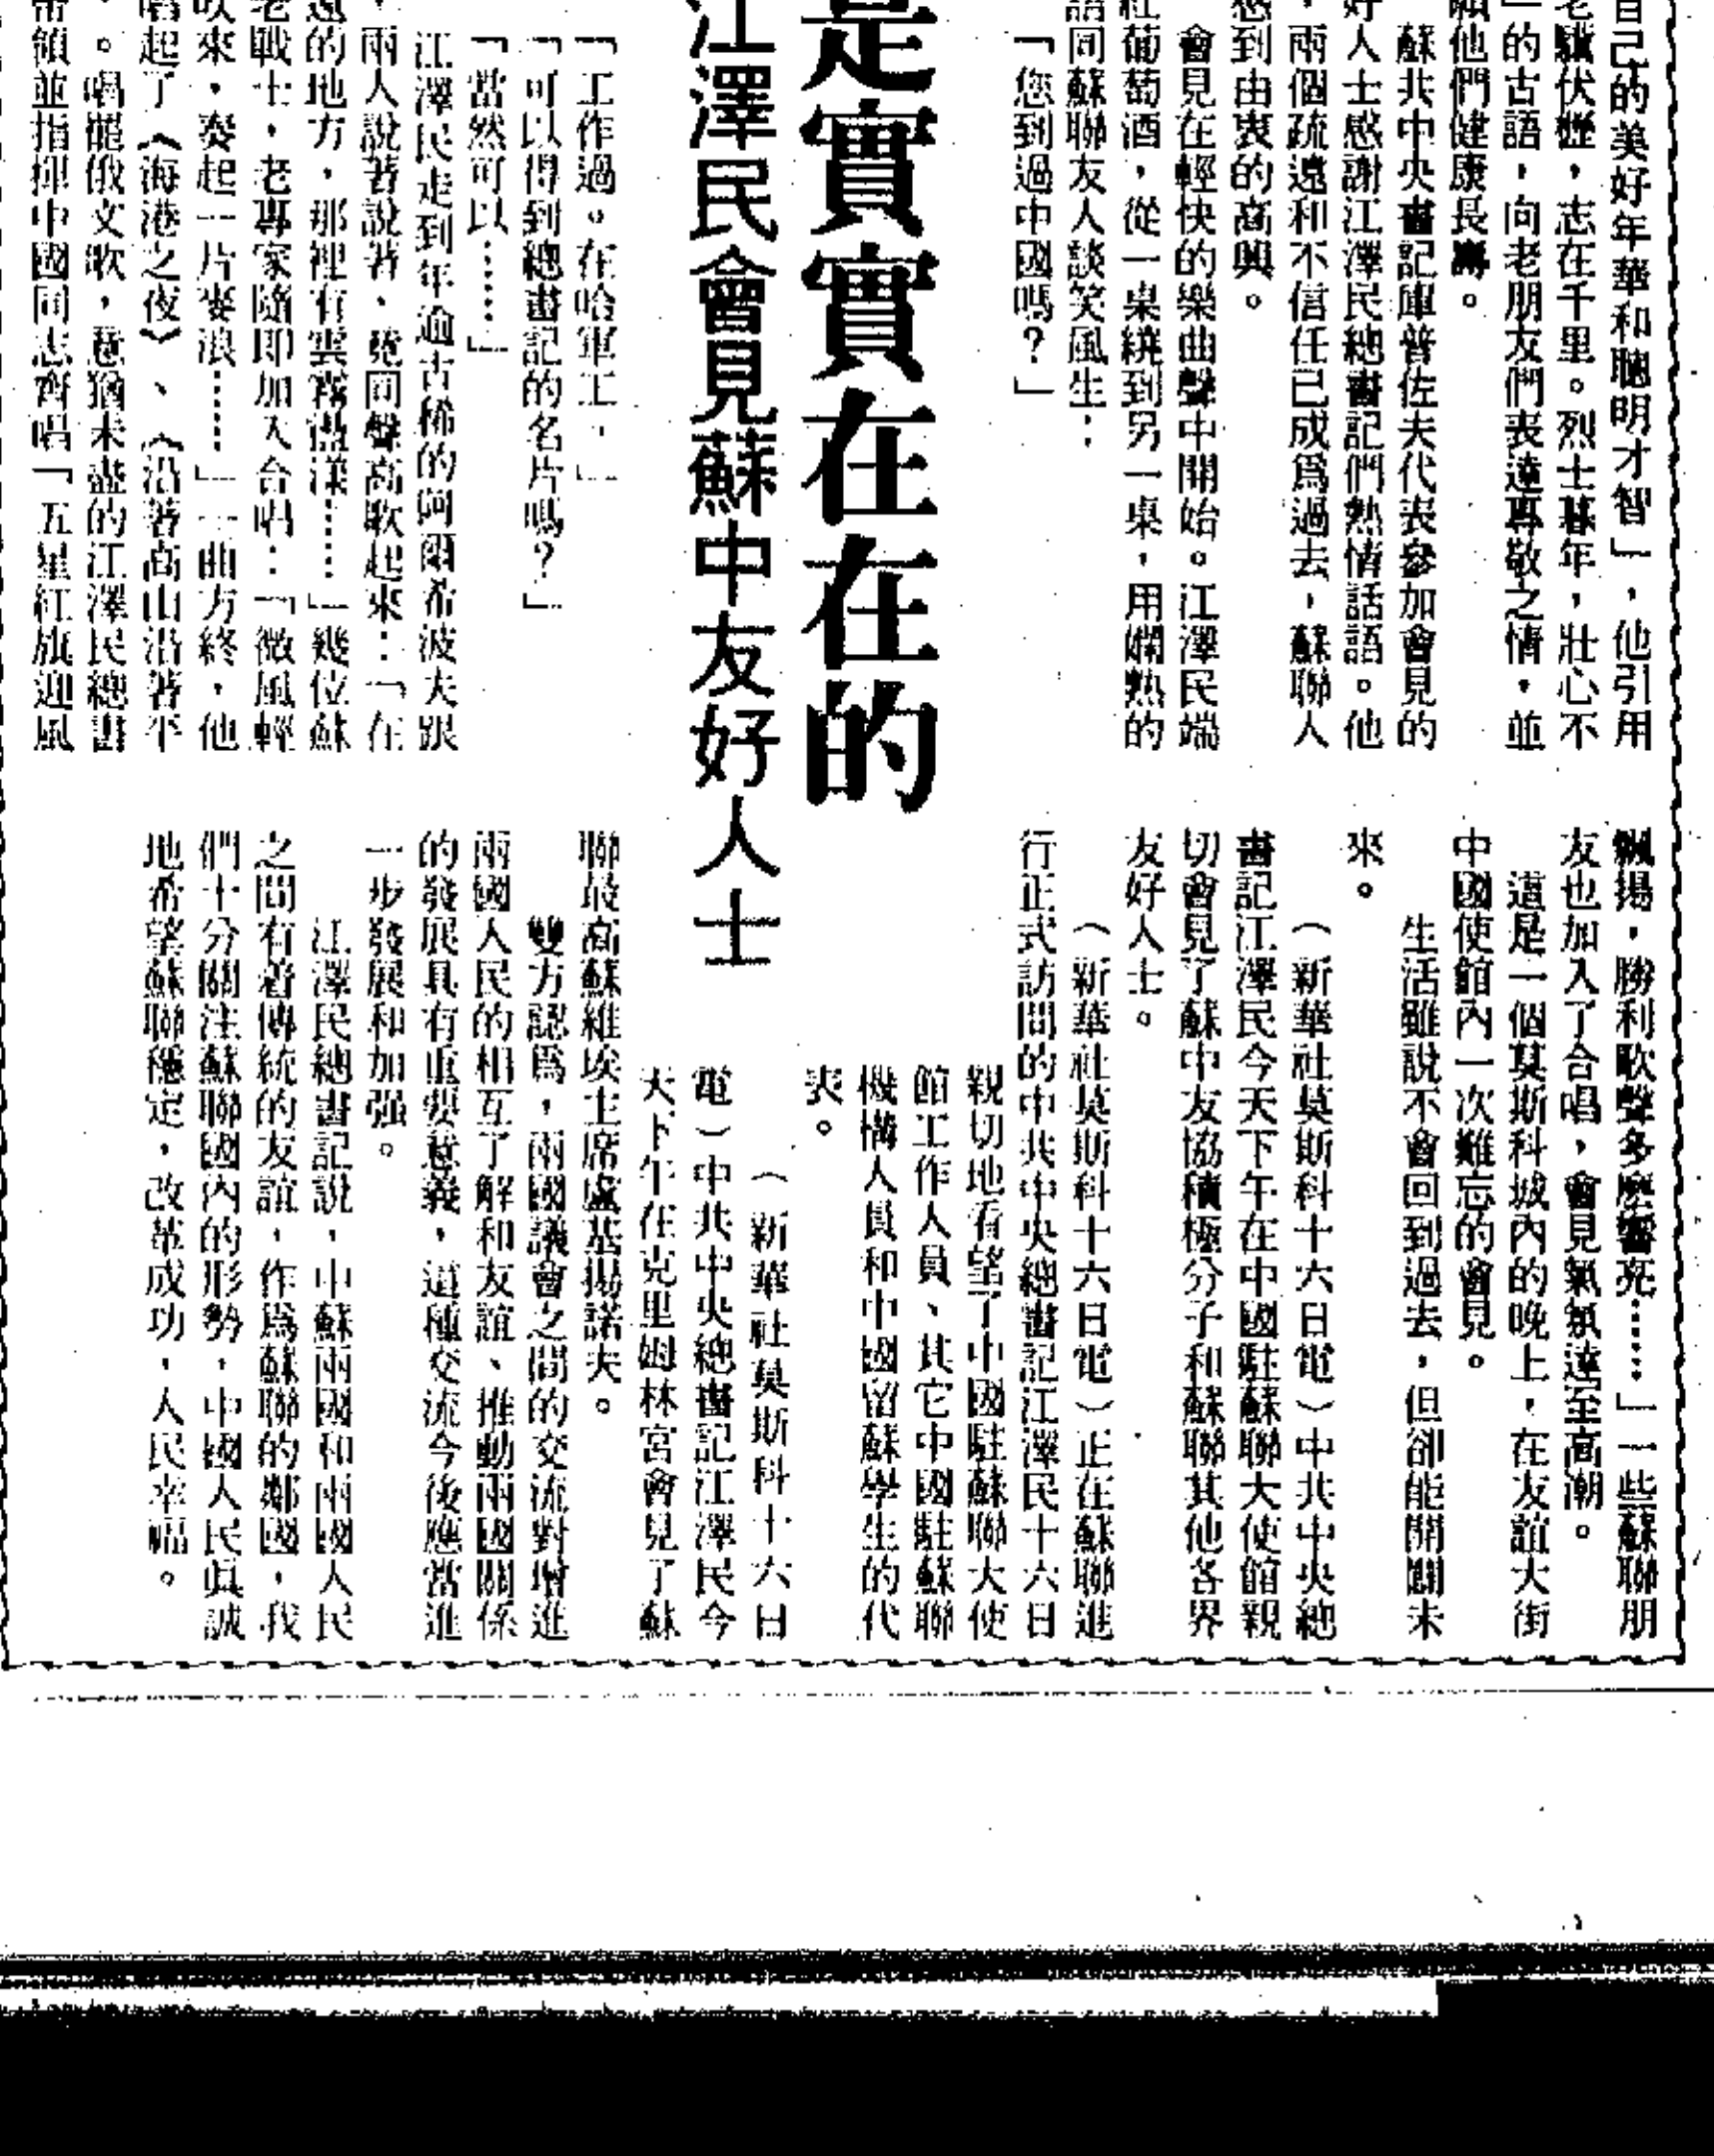 自己的美好年華和聰明才智」,他引用
老驥伏櫪,志在千里。烈士暮年,壯心不
」的古語,向老朋友們表達尊敬之情,並
願他們健康長壽。
蘇共中央書記庫普佐夫代表參加會見的
好人士感謝江澤民總書記們熱情話語。他
,兩個疏遠和不信任已成爲過去,蘇聯人
感到由衷的高興。
會見在輕快的樂曲聲中開始。江澤民端
紅葡萄酒,從一桌繞到另一桌,用嫻熟的
語同蘇聯友人談笑風生:
「您到過中國嗎?」
是實實在在的
江澤民會見蘇中友好人士
「工作過。在哈軍工。」
「可以得到總書記的名片嗎?」
「當然可以……」
江澤民走到年逾古稀的阿爾希波夫跟
,兩人說著說著,竟同聲高歌起來:「在
遠的地方,那裡有雲霧蕩漾……」幾位蘇
老戰士,老專家隨即加入合唱:「微風輕
吹來,奏起一片麥浪……」一曲方終,他
唱起了《海港之夜》、《沿著高山沿著平
。唱罷俄文歌,意猶未盡的江澤民總書
帶領並指揮中國同志齊唱「五星紅旗迎風
飄揚,勝利歌聲多麼響亮……」一些蘇聯朋
友也加入了合唱,會見氣氛達至高潮。
這是一個莫斯科城內的晚上,在友誼大街
中國使館內一次難忘的會見。
生活雖說不會回到過去,但卻能開闢未
來。
(新華社莫斯科十六日電)中共中央總
書記江澤民今天下午在中國駐蘇聯大使館親
切會見了蘇中友協積極分子和蘇聯其他各界
友好人士。
(新華社莫斯科十六日電)正在蘇聯進
行正式訪問的中共中央總書記江澤民十六日
親切地看望了中國駐蘇聯大使
館工作人員、其它中國駐蘇聯
機構人員和中國留蘇學生的代
表。
(新華社莫斯科十六日
電)中共中央總書記江澤民今
天下午在克里姆林宮會見了蘇
聯最高蘇維埃主席盧基揚諾夫。
雙方認爲,兩國議會之間的交流對增進
兩國人民的相互了解和友誼、推動兩國關係
的發展具有重要意義,這種交流今後應當進
一步發展和加强。
江澤民總書記說,中蘇兩國和兩國人民
之間有着傳統的友誼,作爲蘇聯的鄰國,我
們十分關注蘇聯國內的形勢,中國人民眞誠
地希望蘇聯穩定,改革成功,人民幸福。